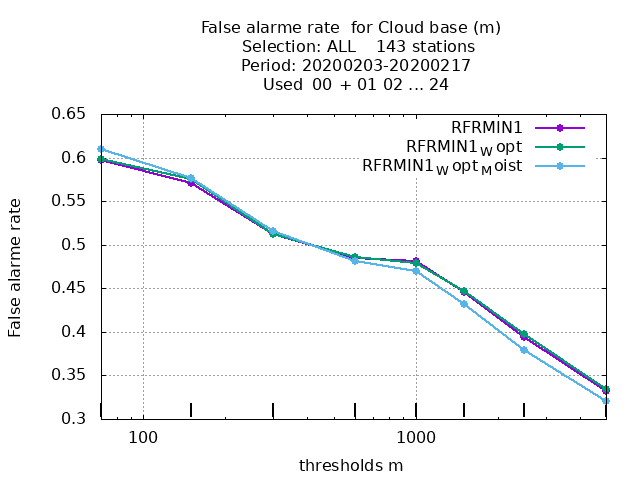 False alarme rate for Cloud base (m)
Selection: ALL 143 stations
Period: 20200203-20200217
Used 00 + 01 02 ... 24
0.65
0.6
0.55
0.5
0.45
0.4
0.35
0.3
False alarme rate
RFRMIN1
RFRMIN1Wopt
RFRMIN1WoptMoist
100 1000
thresholds m